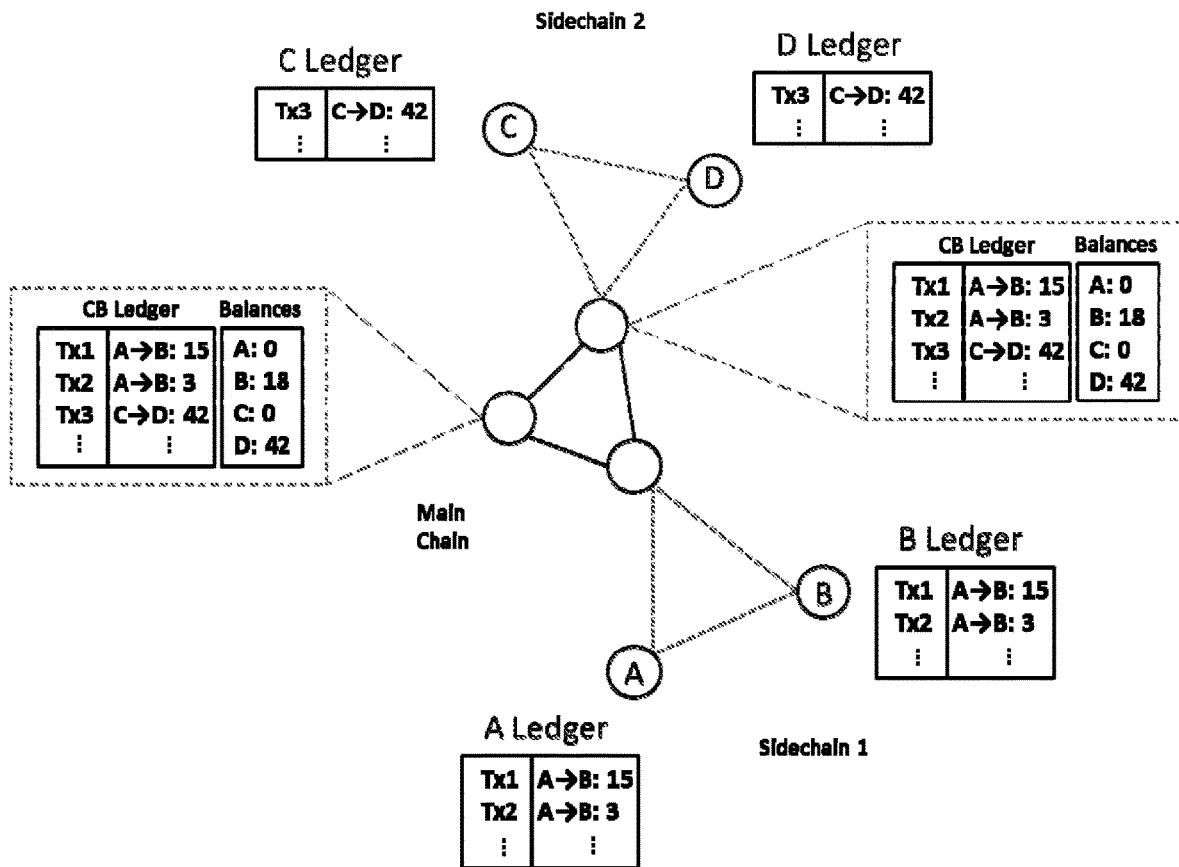 Sidechain 2
C Ledger
Tx3 C→D: 42
⋮ ⋮
D Ledger
Tx3 C→D: 42
⋮ ⋮
C
D
CB Ledger Balances
Tx1 A→B: 15 A: 0
Tx2 A→B: 3 B: 18
Tx3 C→D: 42 C: 0
⋮ ⋮ D: 42
CB Ledger Balances
Tx1 A→B: 15 A: 0
Tx2 A→B: 3 B: 18
Tx3 C→D: 42 C: 0
⋮ ⋮ D: 42
Main
Chain
B Ledger
Tx1 A→B: 15
Tx2 A→B: 3
⋮ ⋮
B
A
A Ledger
Tx1 A→B: 15
Tx2 A→B: 3
⋮ ⋮
Sidechain 1